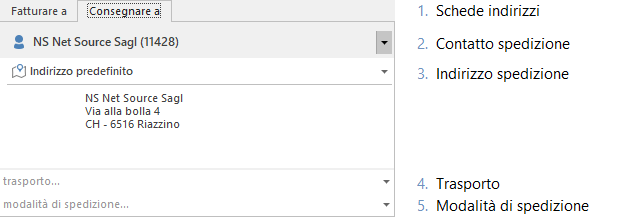 Fatturare a Consegnare a
NS Net Source Sagl (11428)
Indirizzo predefinito
NS Net Source Sagl
Via alla bolla 4
CH - 6516 Riazzino
trasporto...
modalità di spedizione...
1. Schede indirizzi
2. Contatto spedizione
3. Indirizzo spedizione
4. Trasporto
5. Modalità di spedizione